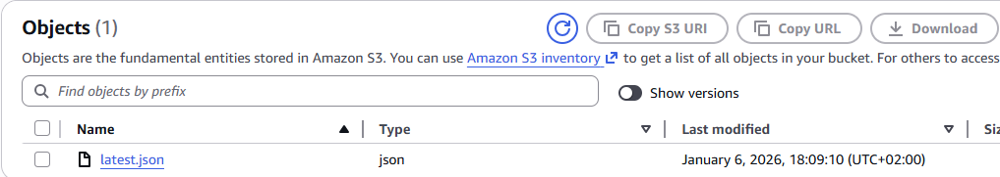 Objects (1)
Copy S3 URI
Copy URL
Download
Objects are the fundamental entities stored in Amazon S3. You can use Amazon S3 inventory to get a list of all objects in your bucket. For others to access
Find objects by prefix
Show versions
Name Type Last modified
latest.json json January 6, 2026, 18:09:10 (UTC+02:00)